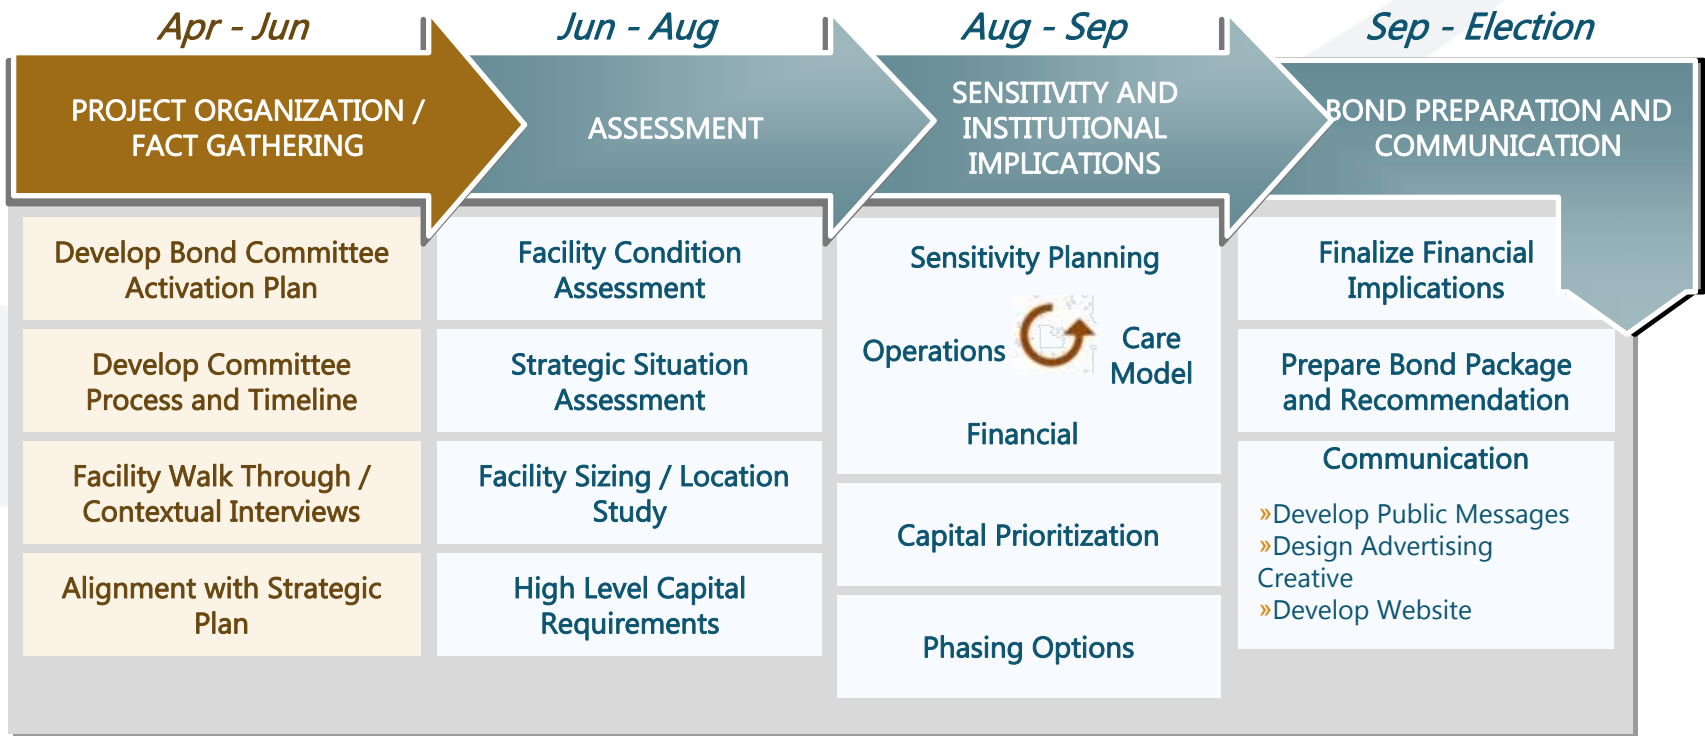 Apr - Jun
Jun - Aug
Aug - Sep
Sep - Election
PROJECT ORGANIZATION /
FACT GATHERING
ASSESSMENT
SENSITIVITY AND
INSTITUTIONAL
IMPLICATIONS
BOND PREPARATION AND
COMMUNICATION
Develop Bond Committee
Activation Plan
Develop Committee
Process and Timeline
Facility Walk Through /
Contextual Interviews
Alignment with Strategic
Plan
Facility Condition
Assessment
Strategic Situation
Assessment
Facility Sizing / Location
Study
High Level Capital
Requirements
Sensitivity Planning
Operations
Care
Model
Financial
Capital Prioritization
Phasing Options
Finalize Financial
Implications
Prepare Bond Package
and Recommendation
Communication
»Develop Public Messages
»Design Advertising
Creative
»Develop Website